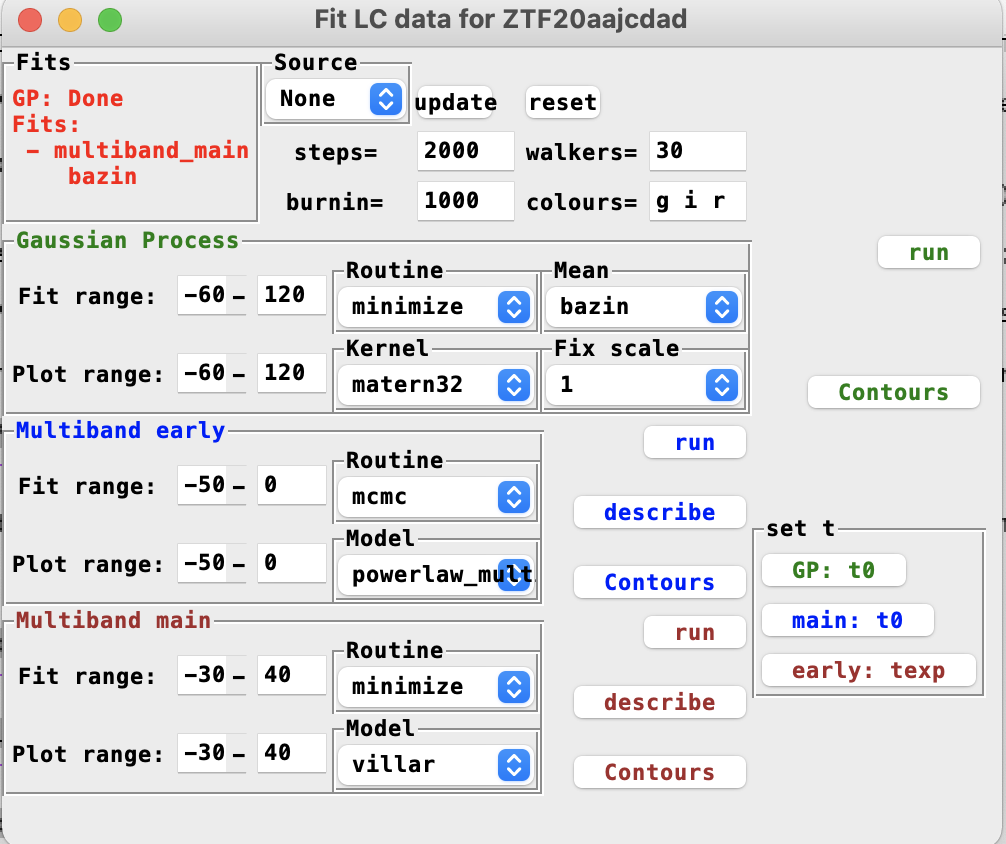 Fit LC data for ZTF20aajcdad
Fits
GP: Done
Fits:
- multiband_main
bazin
Source
None
update
reset
steps= 2000 walkers= 30
burnin= 1000 colours= g i r
Gaussian Process
run
Fit range: -60 - 120
Routine
minimize
Mean
bazin
Plot range: -60 - 120
Kernel
matern32
Fix scale
1
Contours
Multiband early
run
Fit range: -50 - 0
Routine
mcmc
describe
Plot range: -50 - 0
Model
powerlaw_mult.
Contours
set t
GP: t0
main: t0
early: texp
Multiband main
run
Fit range: -30 - 40
Routine
minimize
describe
Plot range: -30 - 40
Model
villar
Contours